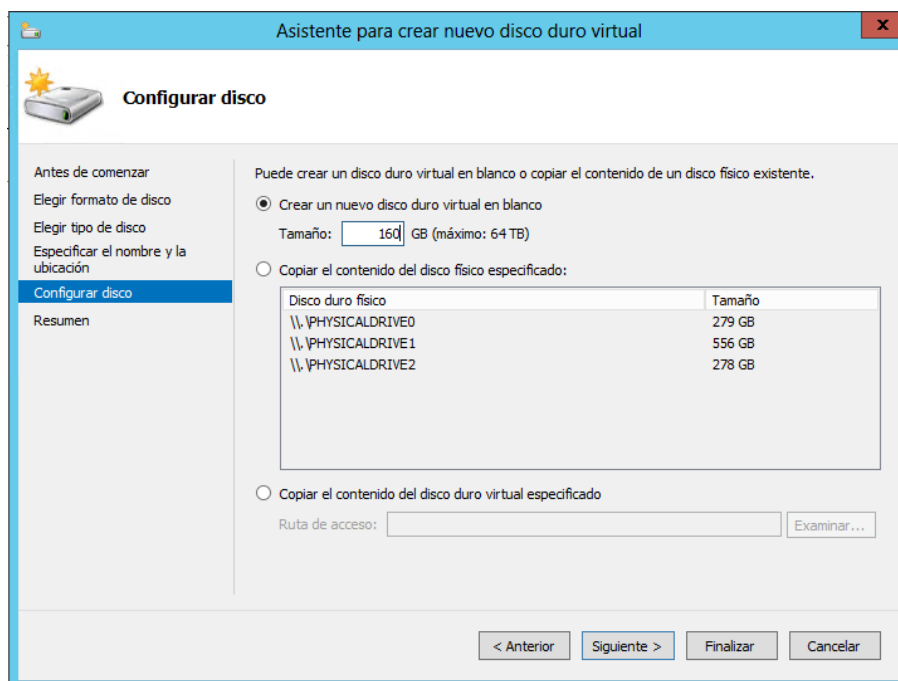 Asistente para crear nuevo disco duro virtual
x
Configurar disco
Antes de comenzar
Elegir formato de disco
Elegir tipo de disco
Especificar el nombre y la
ubicación
Configurar disco
Resumen
Puede crear un disco duro virtual en blanco o copiar el contenido de un disco físico existente.
Crear un nuevo disco duro virtual en blanco
Tamaño: 160 GB (máximo: 64 TB)
Copiar el contenido del disco físico especificado:
Disco duro físico Tamaño
\\.\PHYSICALDRIVE0 279 GB
\\.\PHYSICALDRIVE1 556 GB
\\.\PHYSICALDRIVE2 278 GB
Copiar el contenido del disco duro virtual especificado
Ruta de acceso: Examinar...
< Anterior Siguiente > Finalizar Cancelar